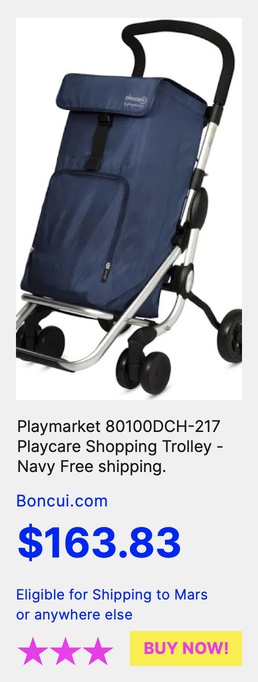 Playmarket 80100DCH-217
Playcare Shopping Trolley -
Navy Free shipping.
Boncui.com
$163.83
Eligible for Shipping to Mars
or anywhere else
BUY NOW!